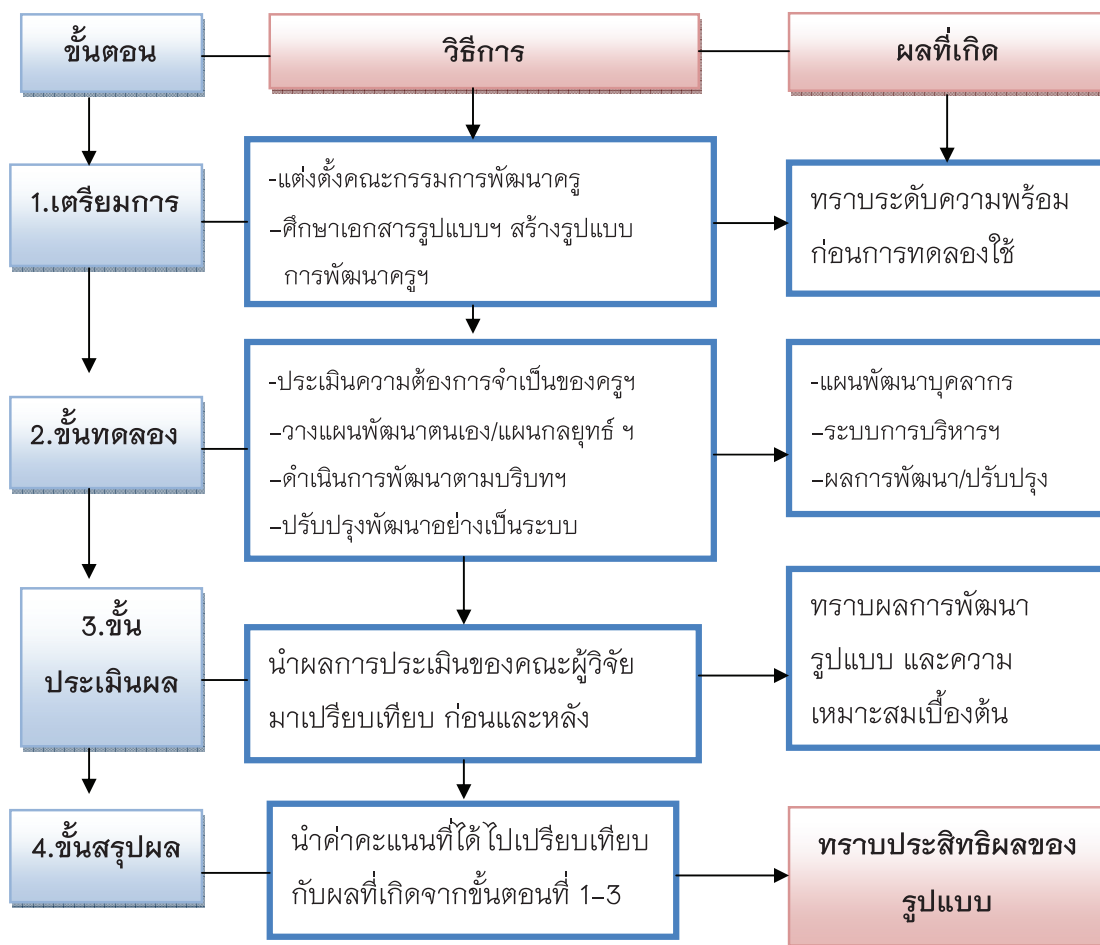 ขั้นตอน
วิธีการ
ผลที่เกิด
1.เตรียมการ
-แต่งตั้งคณะกรรมการพัฒนาครู
-ศึกษาเอกสารรูปแบบฯ สร้างรูปแบบ
การพัฒนาครูฯ
ทราบระดับความพร้อม
ก่อนการทดลองใช้
2.ขั้นทดลอง
-ประเมินความต้องการจำเป็นของครูฯ
-วางแผนพัฒนาตนเอง/แผนกลยุทธ์ ฯ
-ดำเนินการพัฒนาตามบริบทฯ
-ปรับปรุงพัฒนาอย่างเป็นระบบ
-แผนพัฒนาบุคลากร
-ระบบการบริหารฯ
-ผลการพัฒนา/ปรับปรุง
3.ขั้น
ประเมินผล
นำผลการประเมินของคณะผู้วิจัย
มาเปรียบเทียบ ก่อนและหลัง
ทราบผลการพัฒนา
รูปแบบ และความ
เหมาะสมเบื้องต้น
4.ขั้นสรุปผล
นำค่าคะแนนที่ได้ไปเปรียบเทียบ
กับผลที่เกิดจากขั้นตอนที่ 1-3
ทราบประสิทธิผลของ
รูปแบบ